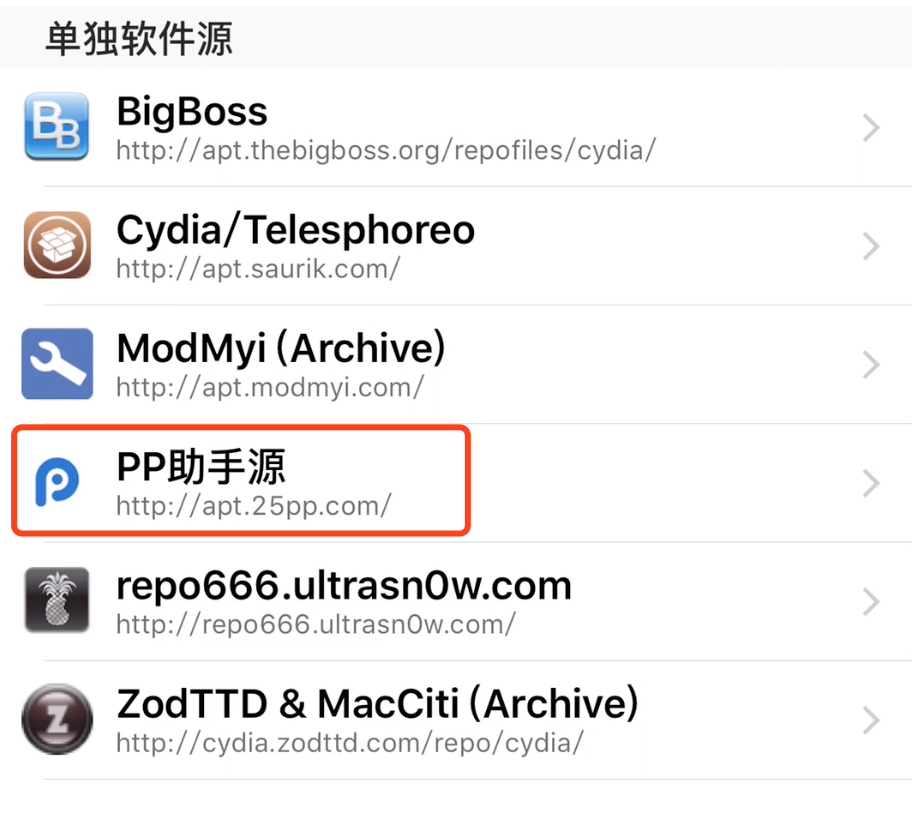 单独软件源
BigBoss
http://apt.thebigboss.org/repofiles/cydia/
Cydia/Telesphoreo
http://apt.saurik.com/
ModMyi (Archive)
http://apt.modmyi.com/
PP助手源
http://apt.25pp.com/
repo666.ultrasn0w.com
http://repo666.ultrasn0w.com/
ZodTTD & MacCiti (Archive)
http://cydia.zodttd.com/repo/cydia/